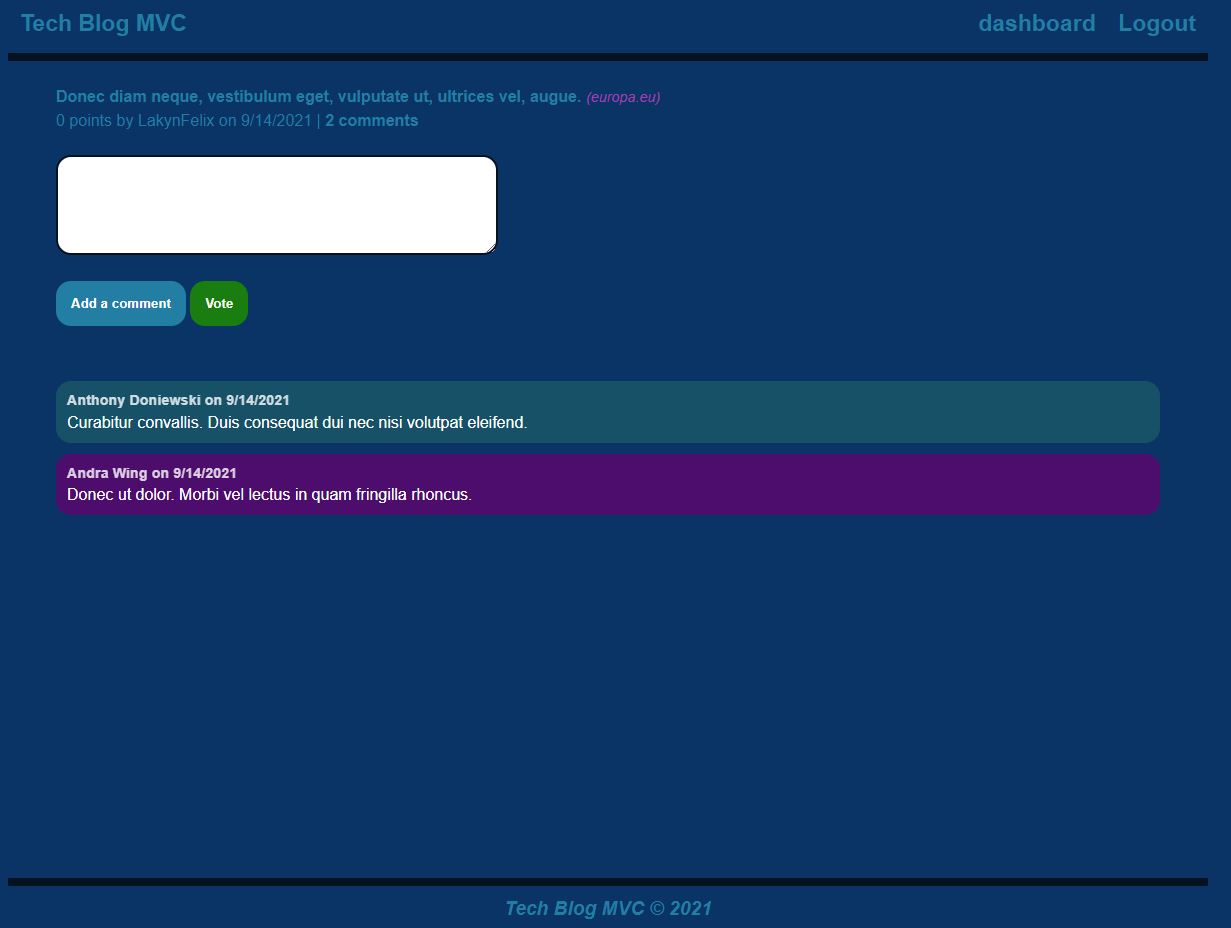 Tech Blog MVC dashboard Logout
Donec diam neque, vestibulum eget, vulputate ut, ultrices vel, augue. (europa.eu)
0 points by LakynFelix on 9/14/2021 | 2 comments
Add a comment Vote
Anthony Doniewski on 9/14/2021
Curabitur convallis. Duis consequat dui nec nisi volutpat eleifend.
Andra Wing on 9/14/2021
Donec ut dolor. Morbi vel lectus in quam fringilla rhoncus.
Tech Blog MVC © 2021